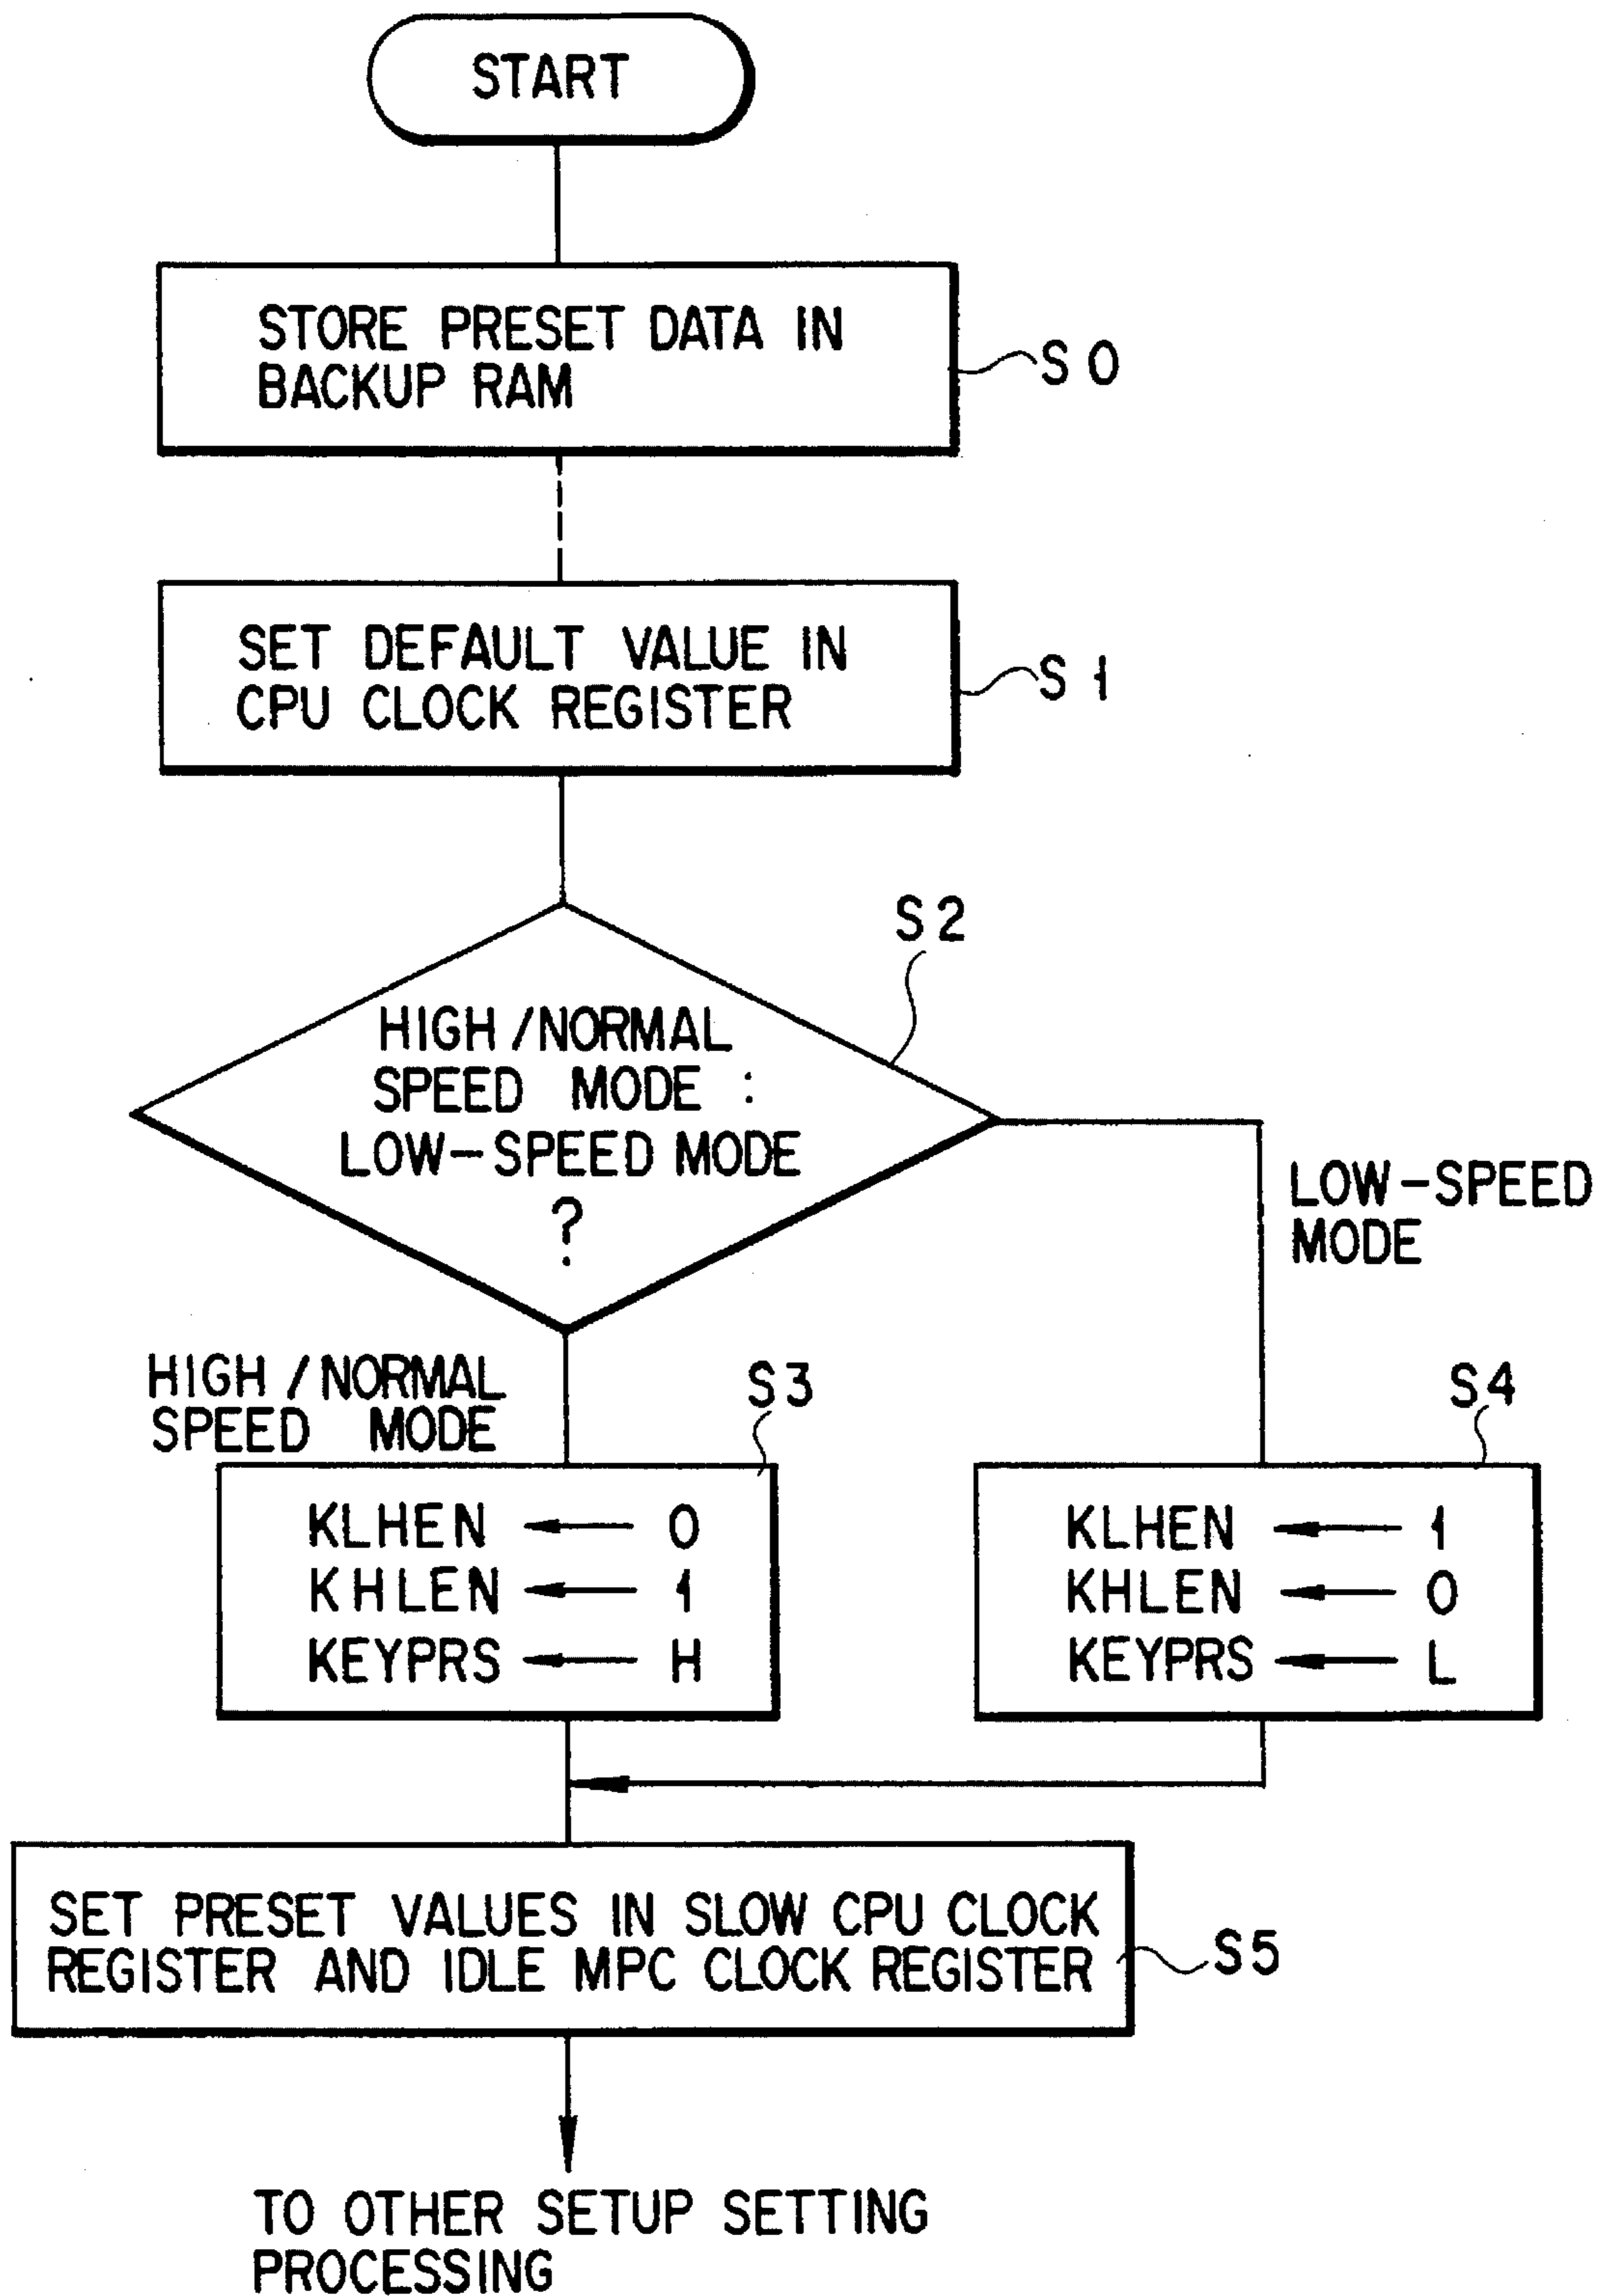 START
STORE PRESET DATA IN
BACKUP RAM
S0
SET DEFAULT VALUE IN
CPU CLOCK REGISTER
S1
S2
HIGH/NORMAL
SPEED MODE :
LOW-SPEED MODE
?
LOW-SPEED
MODE
HIGH/NORMAL
SPEED MODE
S3
KLHEN ← 0
KHLEN ← 1
KEYPRS ← H
S4
KLHEN ← 1
KHLEN ← 0
KEYPRS ← L
SET PRESET VALUES IN SLOW CPU CLOCK
REGISTER AND IDLE MPC CLOCK REGISTER
S5
TO OTHER SETUP SETTING
PROCESSING